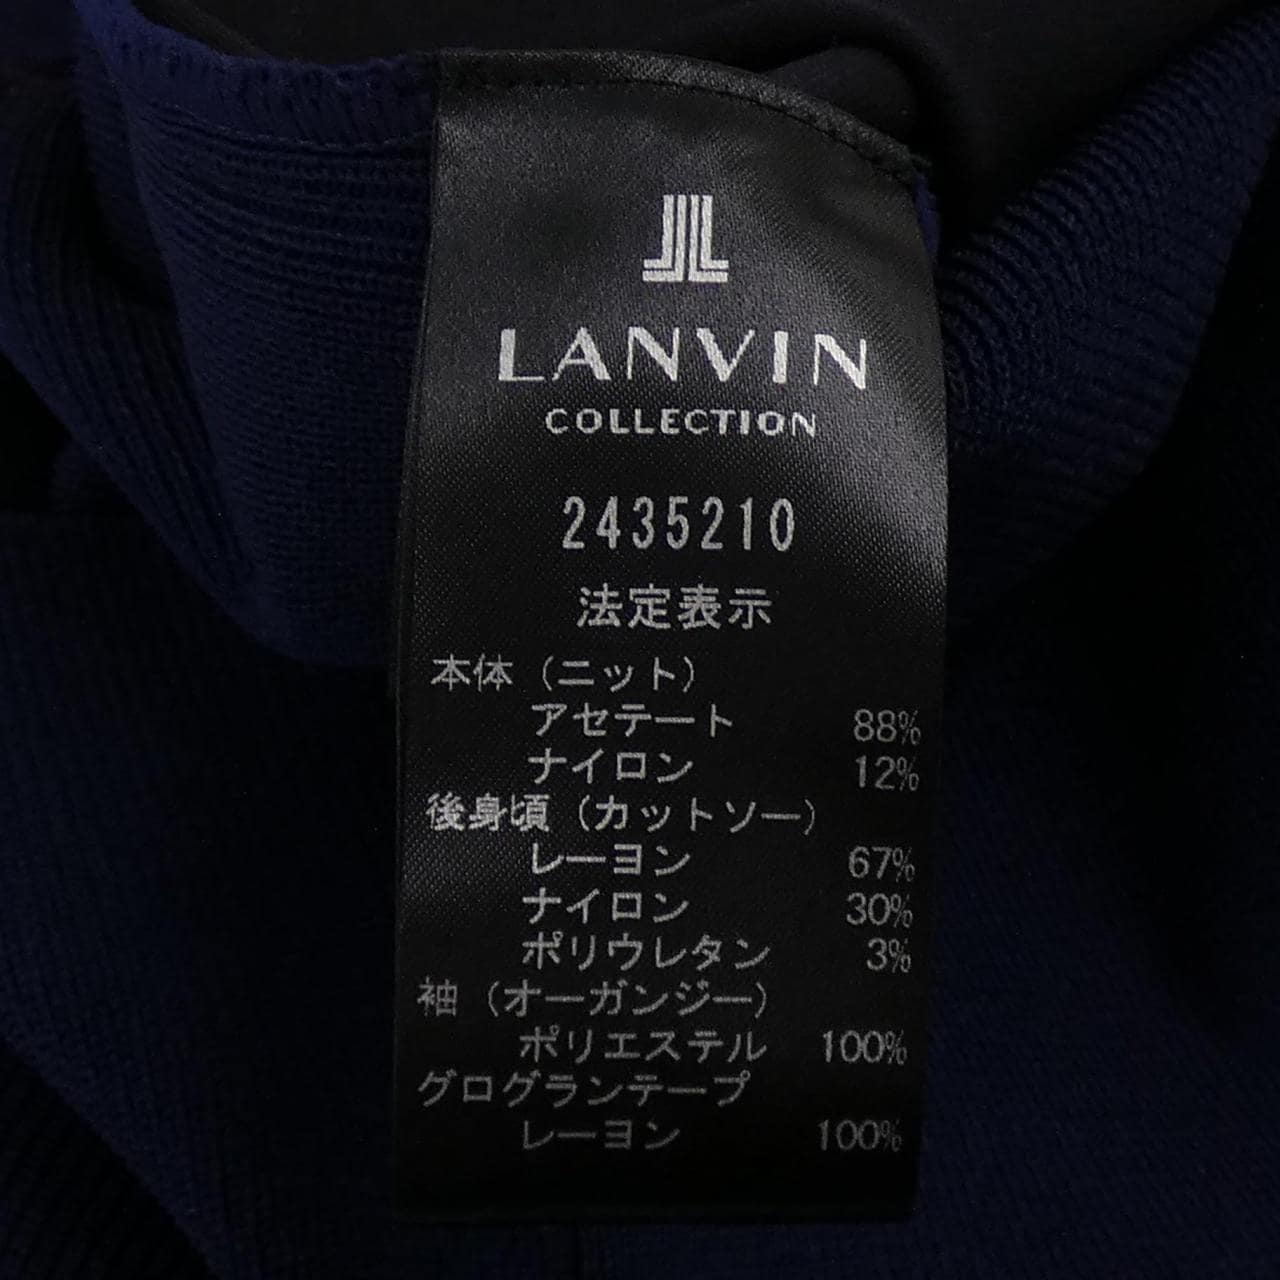 LANVIN
COLLECTION
2435210
法定表示
本体（ニット）
アセテート 88%
ナイロン 12%
後身頃（カットソー）
レーヨン 67%
ナイロン 30%
ポリウレタン 3%
袖（オーガンジー）
ポリエステル 100%
グログランテープ
レーヨン 100%